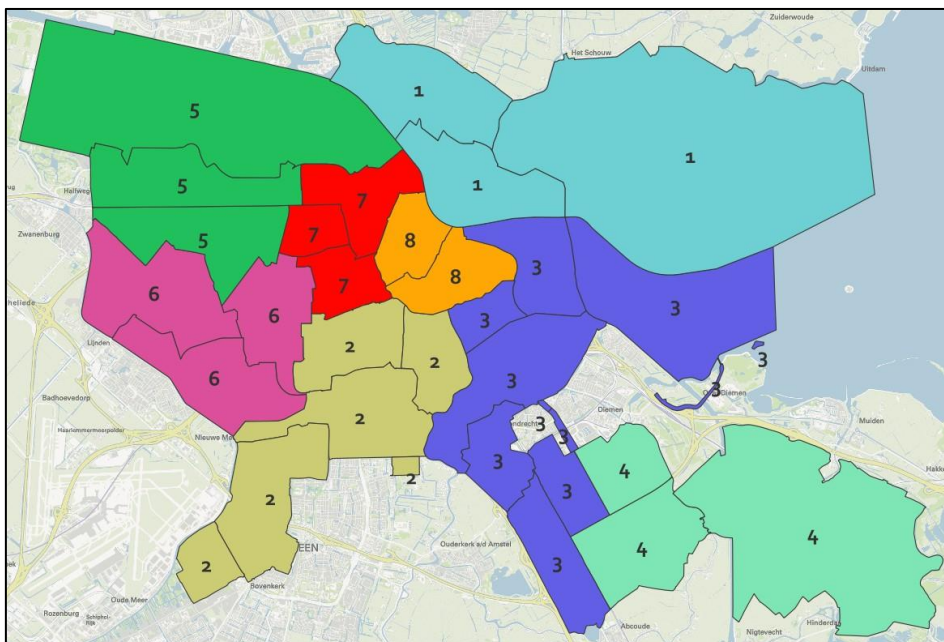 Zuiderwoude
Het Schouw
Uitdam
1
5
1
5
1
Halfweg
7
Zwanenburg
7
8
5
3
8
7
6
3
6
3
Lijnden
2
2
3
3
6
3
Diemen
Badhoevedorp
2
3
3
Muiden
3
4
2
3
2
4
4
EEN
Ouderkerk a/d Amstel
3
2
Bovenkerk
Oude Meer
Rozenburg
Abcoude
Nigtevecht